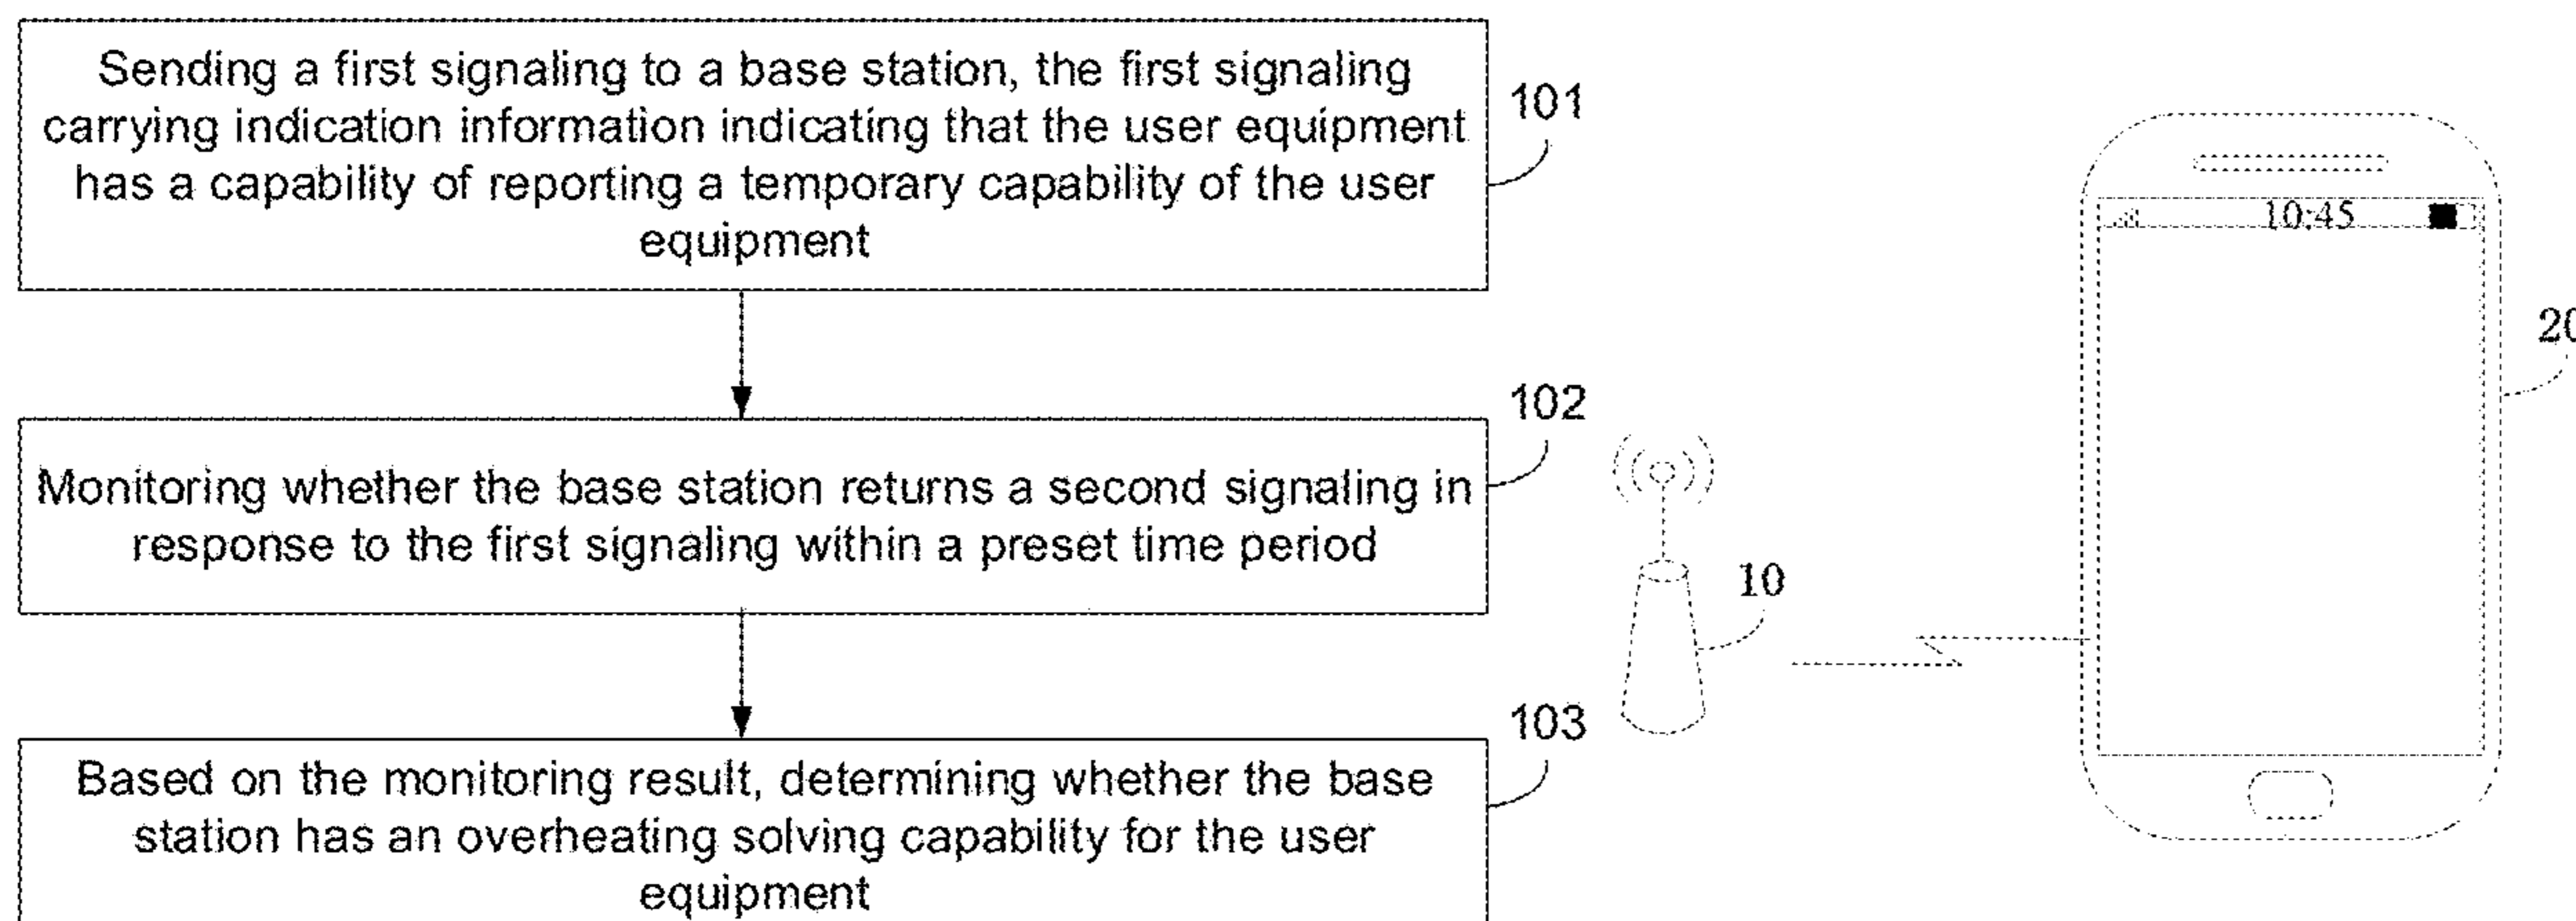 Sending a first signaling to a base station, the first signaling
carrying indication information indicating that the user equipment
has a capability of reporting a temporary capability of the user
equipment
101
Monitoring whether the base station returns a second signaling in
response to the first signaling within a preset time period
102
Based on the monitoring result, determining whether the base
station has an overheating solving capability for the user
equipment
103
10
10:45
20